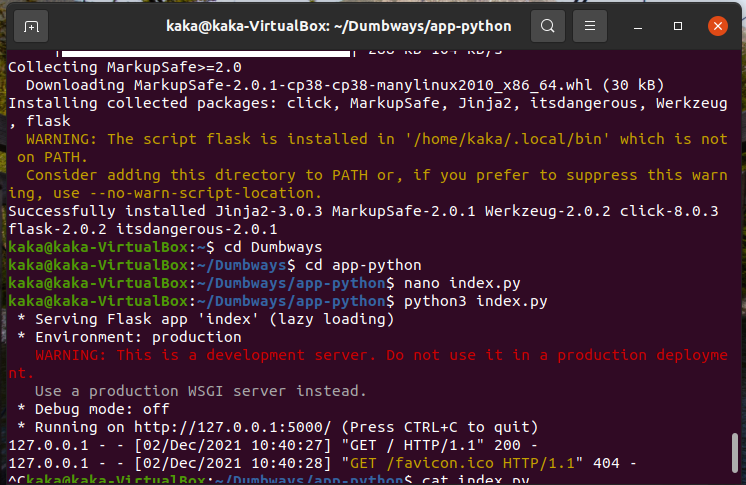 kaka@kaka-VirtualBox: ~/Dumbways/app-python
Collecting MarkupSafe>=2.0
  Downloading MarkupSafe-2.0.1-cp38-cp38-manylinux2010_x86_64.whl (30 kB)
Installing collected packages: click, MarkupSafe, Jinja2, itsdangerous, Werkzeug
, flask
  WARNING: The script flask is installed in '/home/kaka/.local/bin' which is not
 on PATH.
  Consider adding this directory to PATH or, if you prefer to suppress this warn
ing, use --no-warn-script-location.
Successfully installed Jinja2-3.0.3 MarkupSafe-2.0.1 Werkzeug-2.0.2 click-8.0.3
flask-2.0.2 itsdangerous-2.0.1
kaka@kaka-VirtualBox:~$ cd Dumbways
kaka@kaka-VirtualBox:~/Dumbways$ cd app-python
kaka@kaka-VirtualBox:~/Dumbways/app-python$ nano index.py
kaka@kaka-VirtualBox:~/Dumbways/app-python$ python3 index.py
 * Serving Flask app 'index' (lazy loading)
 * Environment: production
   WARNING: This is a development server. Do not use it in a production deployme
nt.
   Use a production WSGI server instead.
 * Debug mode: off
 * Running on http://127.0.0.1:5000/ (Press CTRL+C to quit)
127.0.0.1 - - [02/Dec/2021 10:40:27] "GET / HTTP/1.1" 200 -
127.0.0.1 - - [02/Dec/2021 10:40:28] "GET /favicon.ico HTTP/1.1" 404 -
^Ckaka@kaka-VirtualBox:~/Dumbways/app-python$ cat index.py